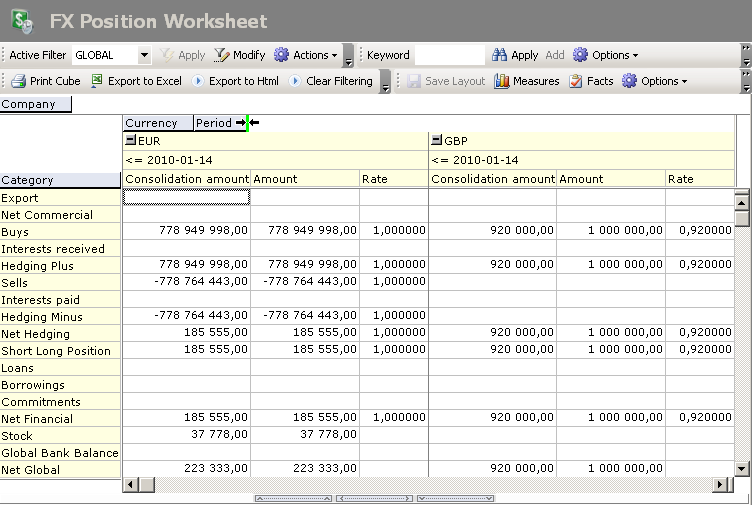 FX Position Worksheet
Active Filter GLOBAL Apply Modify Actions Keyword Apply Add Options
Print Cube Export to Excel Export to Html Clear Filtering Save Layout Measures Facts Options
Company
Currency Period
EUR GBP
<= 2010-01-14 <= 2010-01-14
Category Consolidation amount Amount Rate Consolidation amount Amount Rate
Export
Net Commercial
Buys 778 949 998,00 778 949 998,00 1,000000 920 000,00 1 000 000,00 0,920000
Interests received
Hedging Plus 778 949 998,00 778 949 998,00 1,000000 920 000,00 1 000 000,00 0,920000
Sells -778 764 443,00 -778 764 443,00 1,000000
Interests paid
Hedging Minus -778 764 443,00 -778 764 443,00 1,000000
Net Hedging 185 555,00 185 555,00 1,000000 920 000,00 1 000 000,00 0,920000
Short Long Position 185 555,00 185 555,00 1,000000 920 000,00 1 000 000,00 0,920000
Loans
Borrowings
Commitments
Net Financial 185 555,00 185 555,00 1,000000 920 000,00 1 000 000,00 0,920000
Stock 37 778,00 37 778,00
Global Bank Balance
Net Global 223 333,00 223 333,00 920 000,00 1 000 000,00